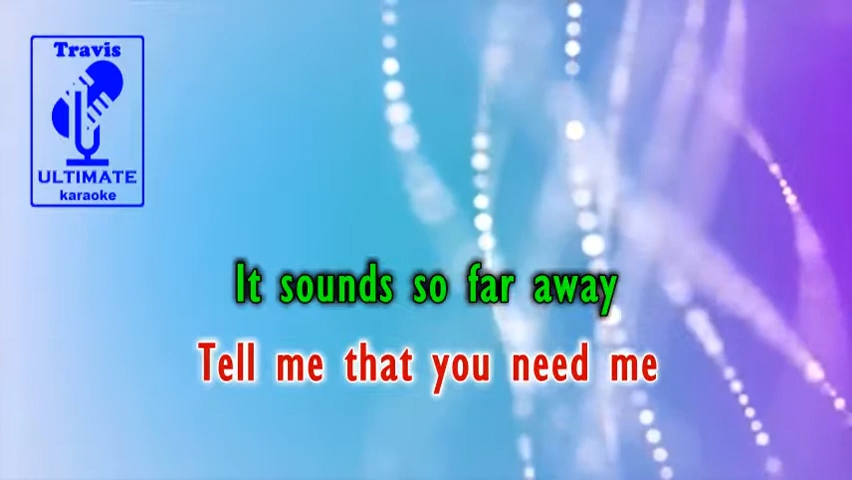 Travis
ULTIMATE
karaoke
It sounds so far away
Tell me that you need me